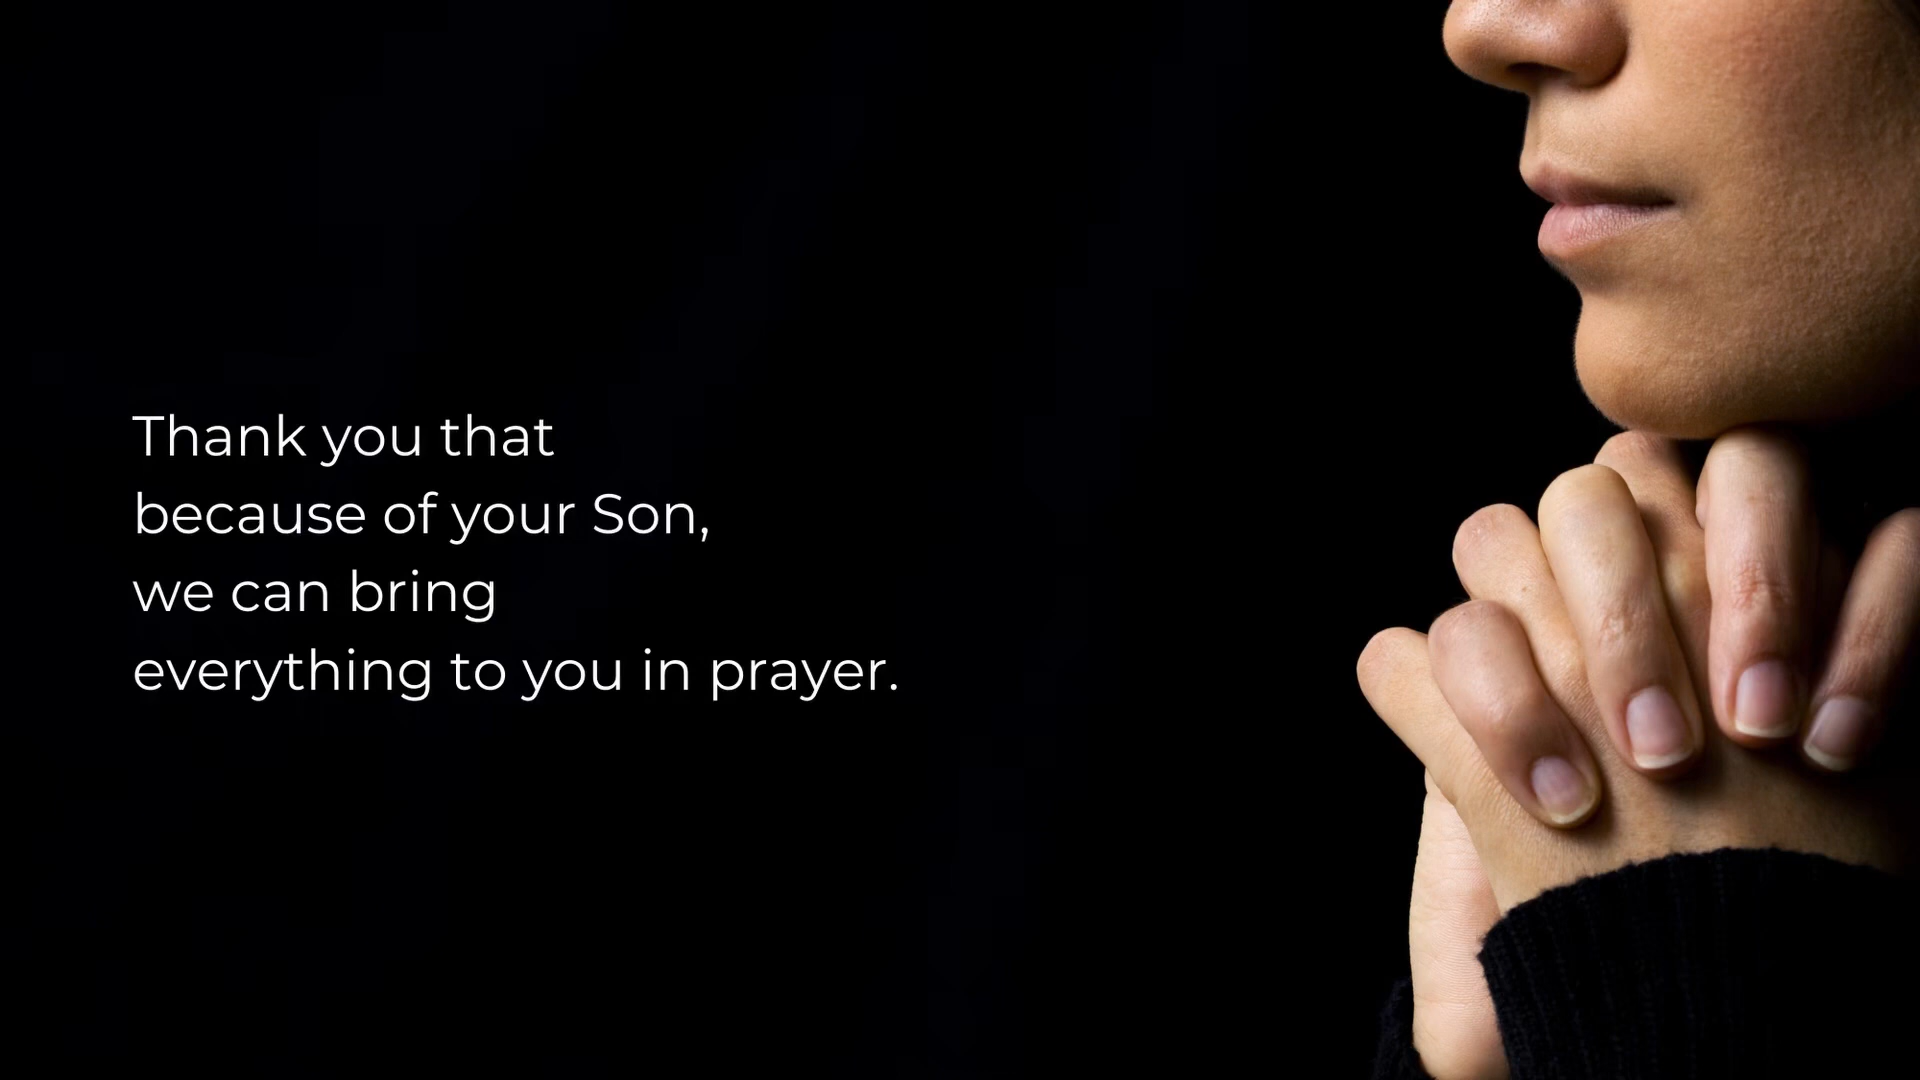 Thank you that
because of your Son,
we can bring
everything to you in prayer.